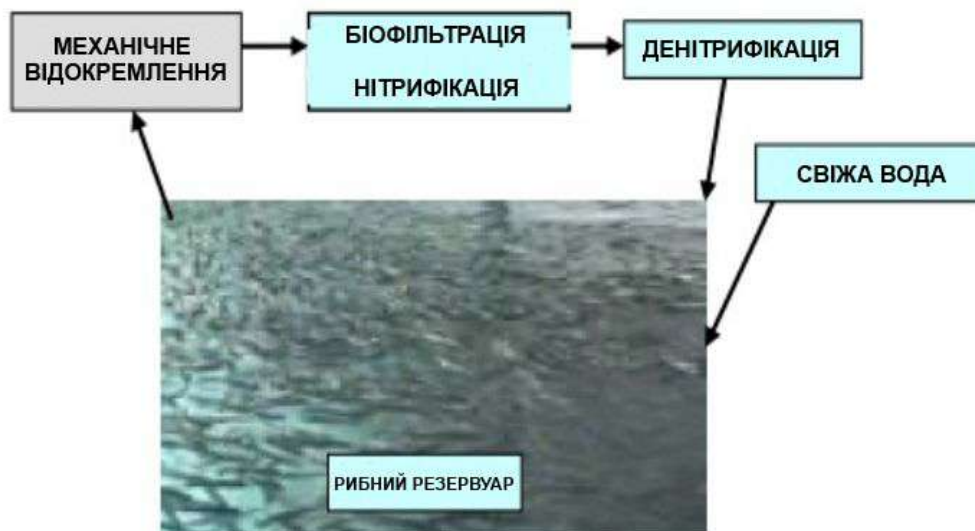 МЕХАНІЧНЕ
ВІДОКРЕМЛЕННЯ
БІОФІЛЬТРАЦІЯ
НІТРИФІКАЦІЯ
ДЕНІТРИФІКАЦІЯ
СВІЖА ВОДА
РИБНИЙ РЕЗЕРВУАР